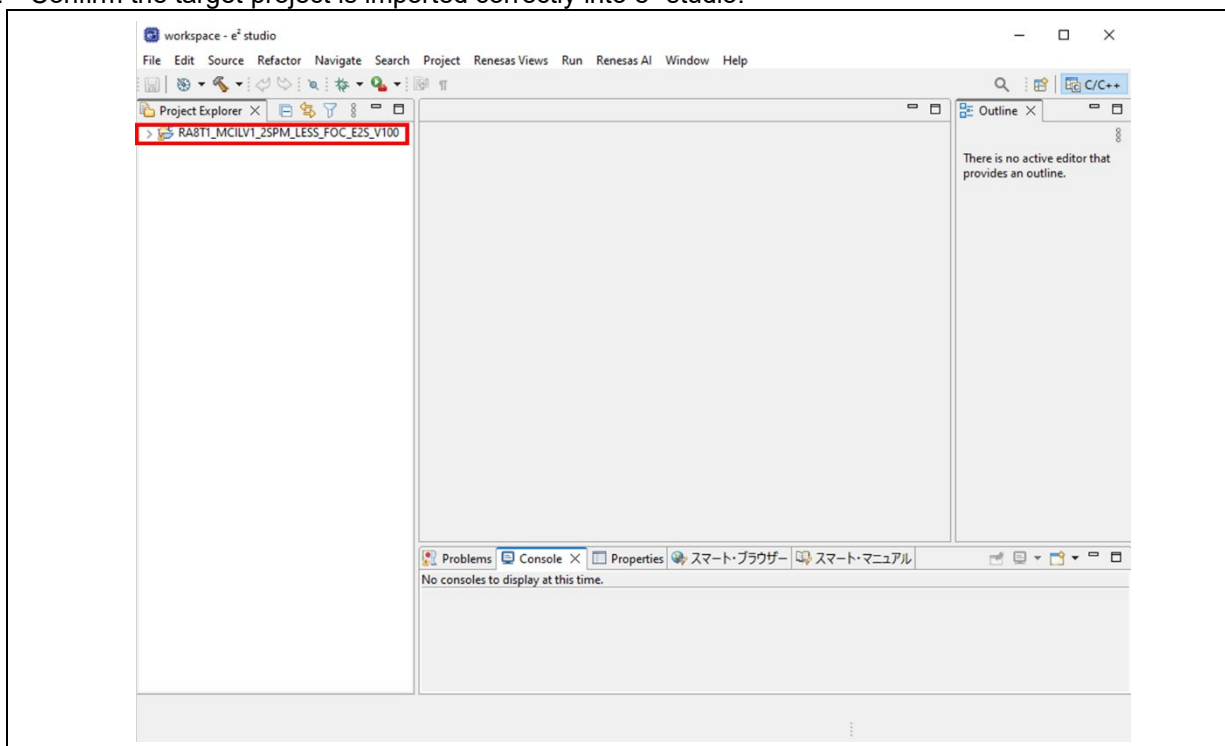 Confirm the target project is imported correctly into e² studio.
workspace - e² studio
File Edit Source Refactor Navigate Search Project Renesas Views Run Renesas AI Window Help
C/C++
Project Explorer
Outline
RA8T1_MCILV1_2SPM_LESS_FOC_E2S_V100
There is no active editor that
provides an outline.
Problems Console Properties スマート・ブラウザー スマート・マニュアル
No consoles to display at this time.